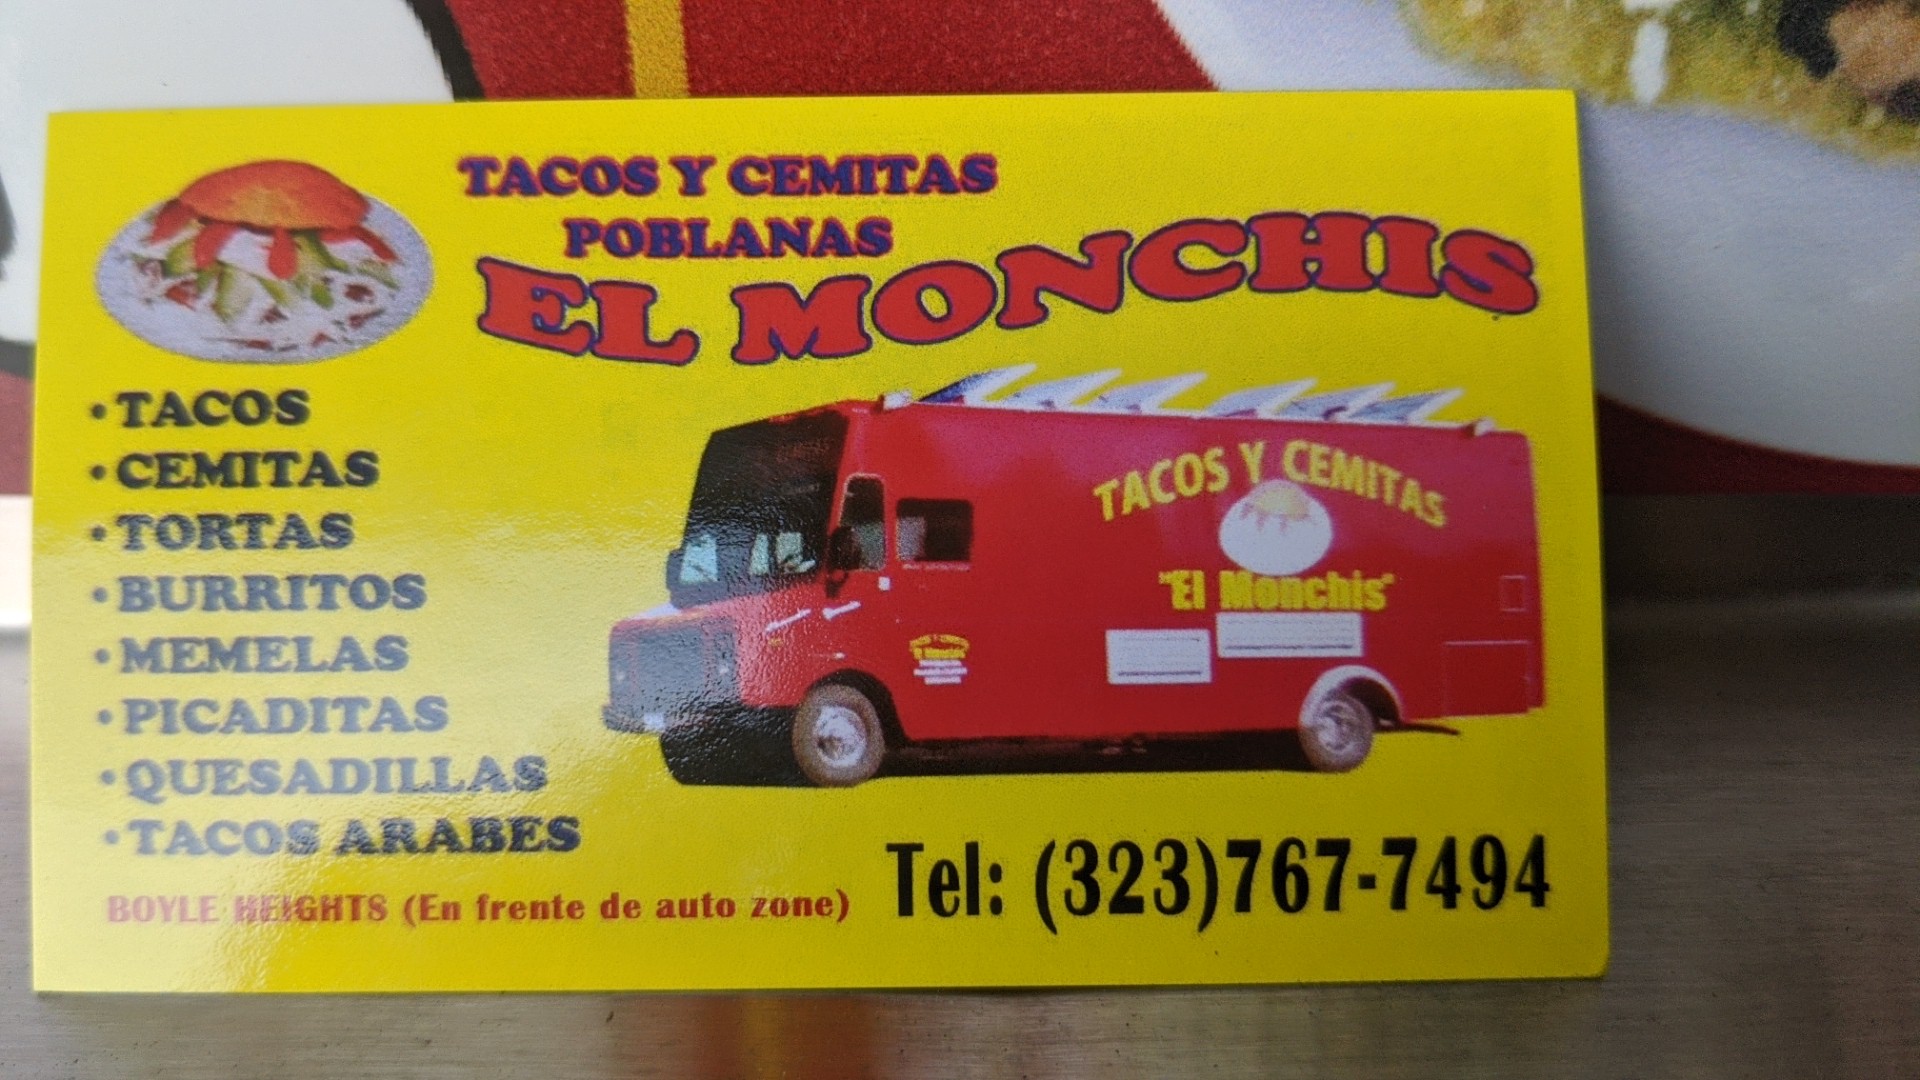 TACOS Y CEMITAS
POBLANAS
EL MONCHIS
• TACOS
• CEMITAS
• TORTAS
• BURRITOS
• MEMELAS
• PICADITAS
• QUESADILLAS
• TACOS ARABES
TACOS Y CEMITAS
"El Monchis"
BOYLE HEIGHTS (En frente de auto zone)
Tel: (323)767-7494